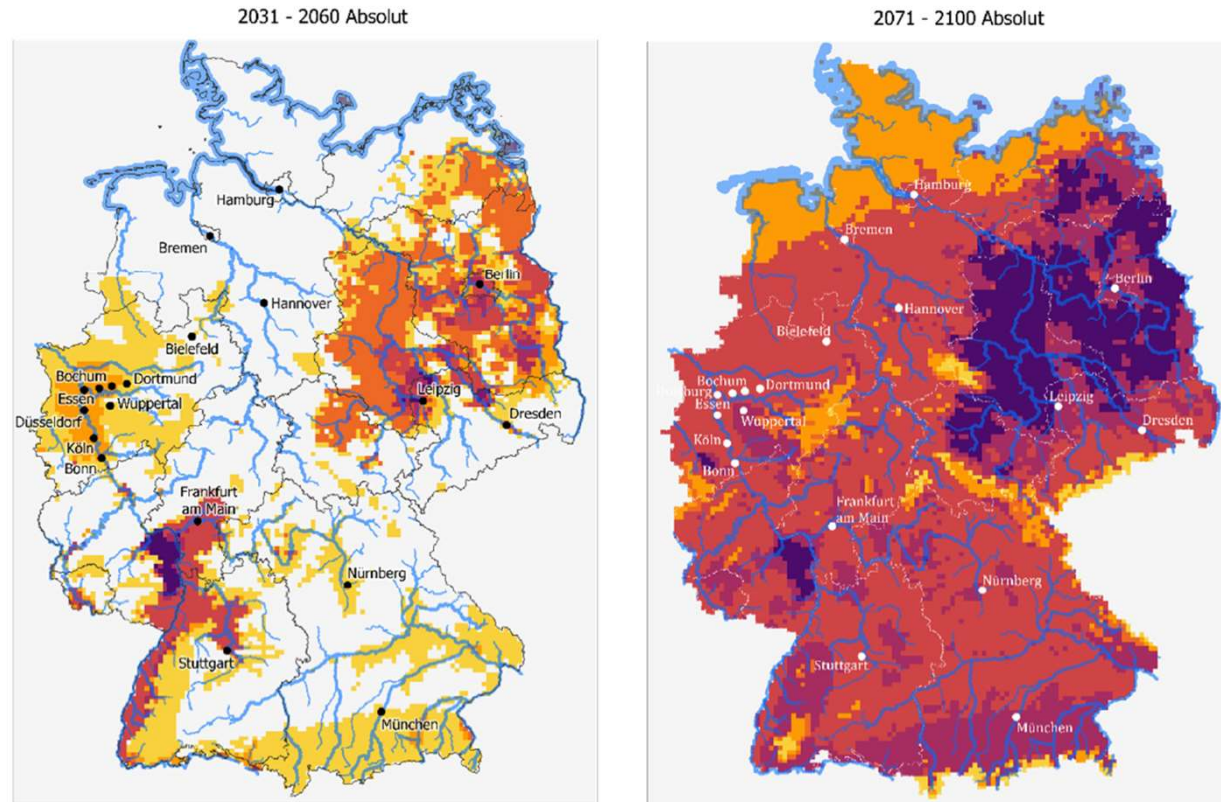 2031 - 2060 Absolut
Hamburg
Bremen
Berlin
Hannover
Bielefeld
Bochum
Dortmund
Essen
Wuppertal
Leipzig
Düsseldorf
Dresden
Köln
Bonn
Frankfurt
am Main
Nürnberg
Stuttgart
München
2071 - 2100 Absolut
Hamburg
Bremen
Berlin
Hannover
Bielefeld
Bochum
Dortmund
Essen
Wuppertal
Leipzig
Dresden
Köln
Bonn
Frankfurt
am Main
Nürnberg
Stuttgart
München